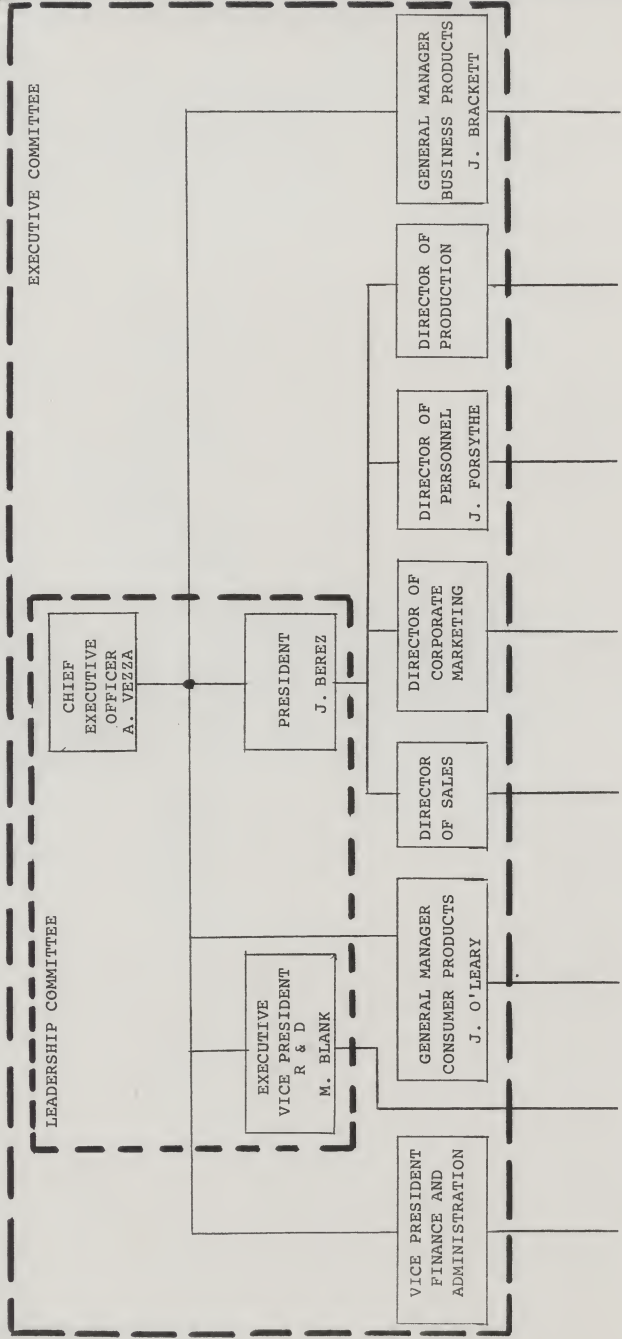 EXECUTIVE COMMITTEE
LEADERSHIP COMMITTEE
CHIEF
EXECUTIVE
OFFICER
A. VEZZA
EXECUTIVE
VICE PRESIDENT
R & D
M. BLANK
PRESIDENT
J. BEREZ
VICE PRESIDENT
FINANCE AND
ADMINISTRATION
GENERAL MANAGER
CONSUMER PRODUCTS
J. O'LEARY
DIRECTOR
OF SALES
DIRECTOR OF
CORPORATE
MARKETING
DIRECTOR OF
PERSONNEL
J. FORSYTHE
DIRECTOR OF
PRODUCTION
GENERAL MANAGER
BUSINESS PRODUCTS
J. BRACKETT